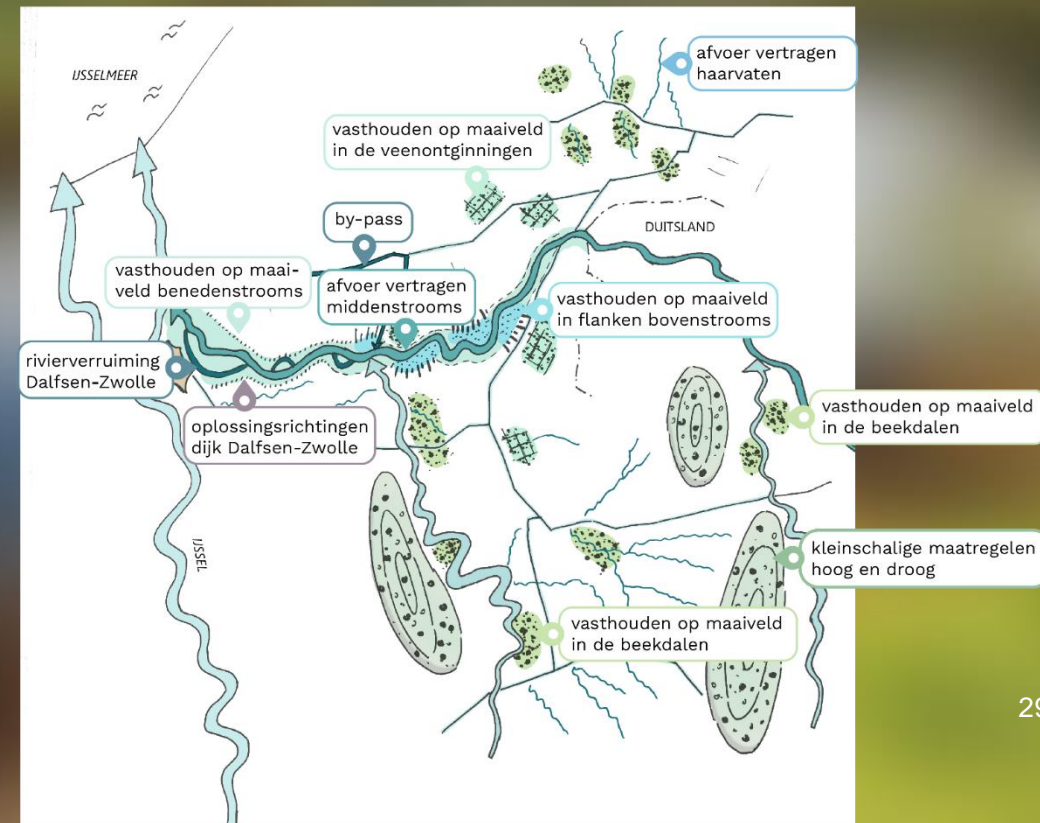 IJSSELMEER
afvoer vertragen
haarvaten
vasthouden op maaiveld
in de veenontginningen
by-pass
DUITSLAND
vasthouden op maai-
veld benedenstrooms
afvoer vertragen
middenstrooms
vasthouden op maaiveld
in flanken bovenstrooms
rivierverruiming
Dalfsen-Zwolle
oplossingsrichtingen
dijk Dalfsen-Zwolle
vasthouden op maaiveld
in de beekdalen
IJSSEL
kleinschalige maatregelen
hoog en droog
vasthouden op maaiveld
in de beekdalen
29